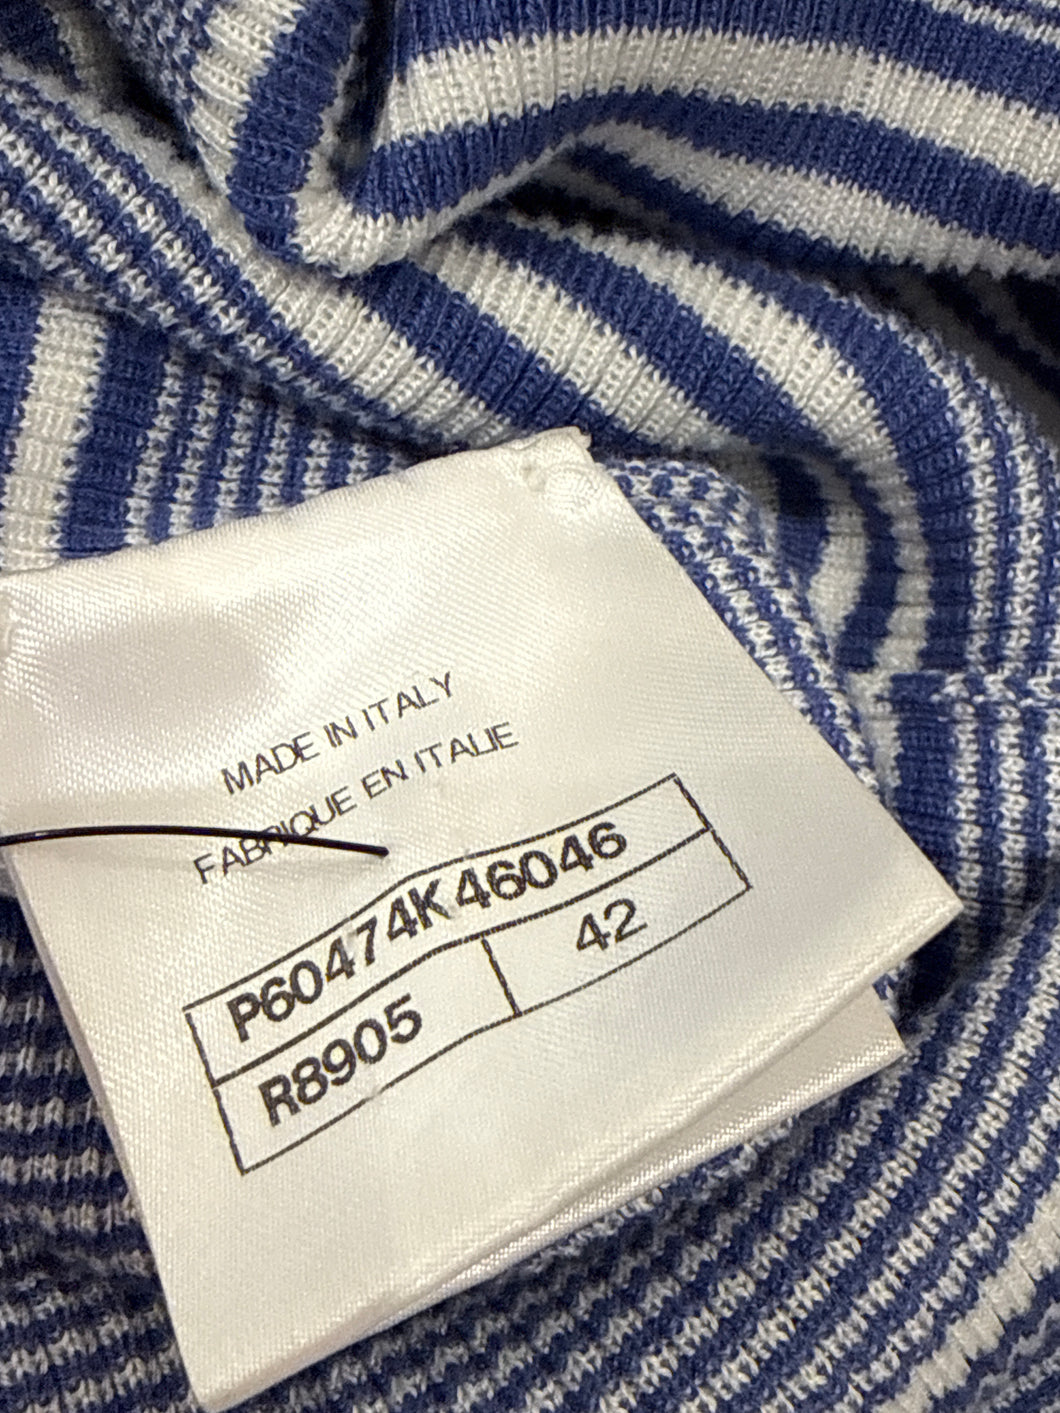 MADE IN ITALY
FABRIQUE EN ITALIE
P60474K46046
R8905 42